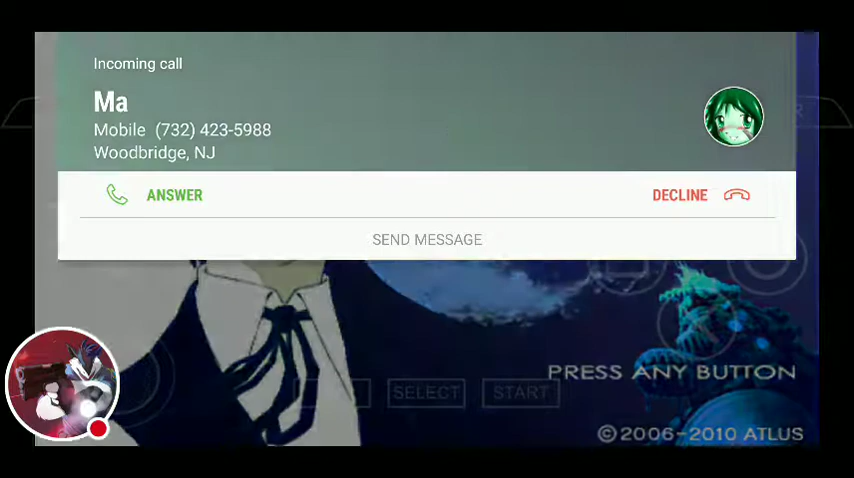 Incoming call
Ma
Mobile (732) 423-5988
Woodbridge, NJ
ANSWER
DECLINE
SEND MESSAGE
PRESS ANY BUTTON
SELECT
START
©2006-2010 ATLUS